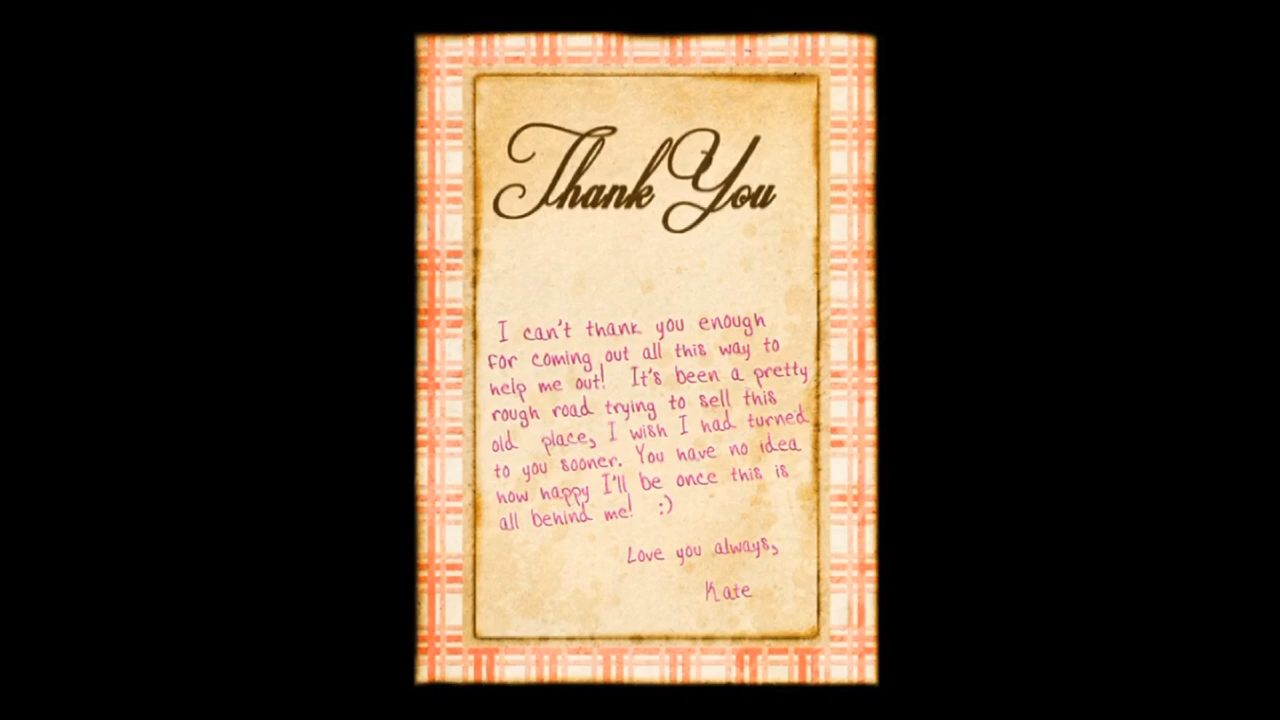 Thank You
I can't thank you enough
for coming out all this way to
help me out! It's been a pretty
rough road trying to sell this
old place, I wish I had turned
to you sooner. You have no idea
how happy I'll be once this is
all behind me! :)
Love you always,
Kate